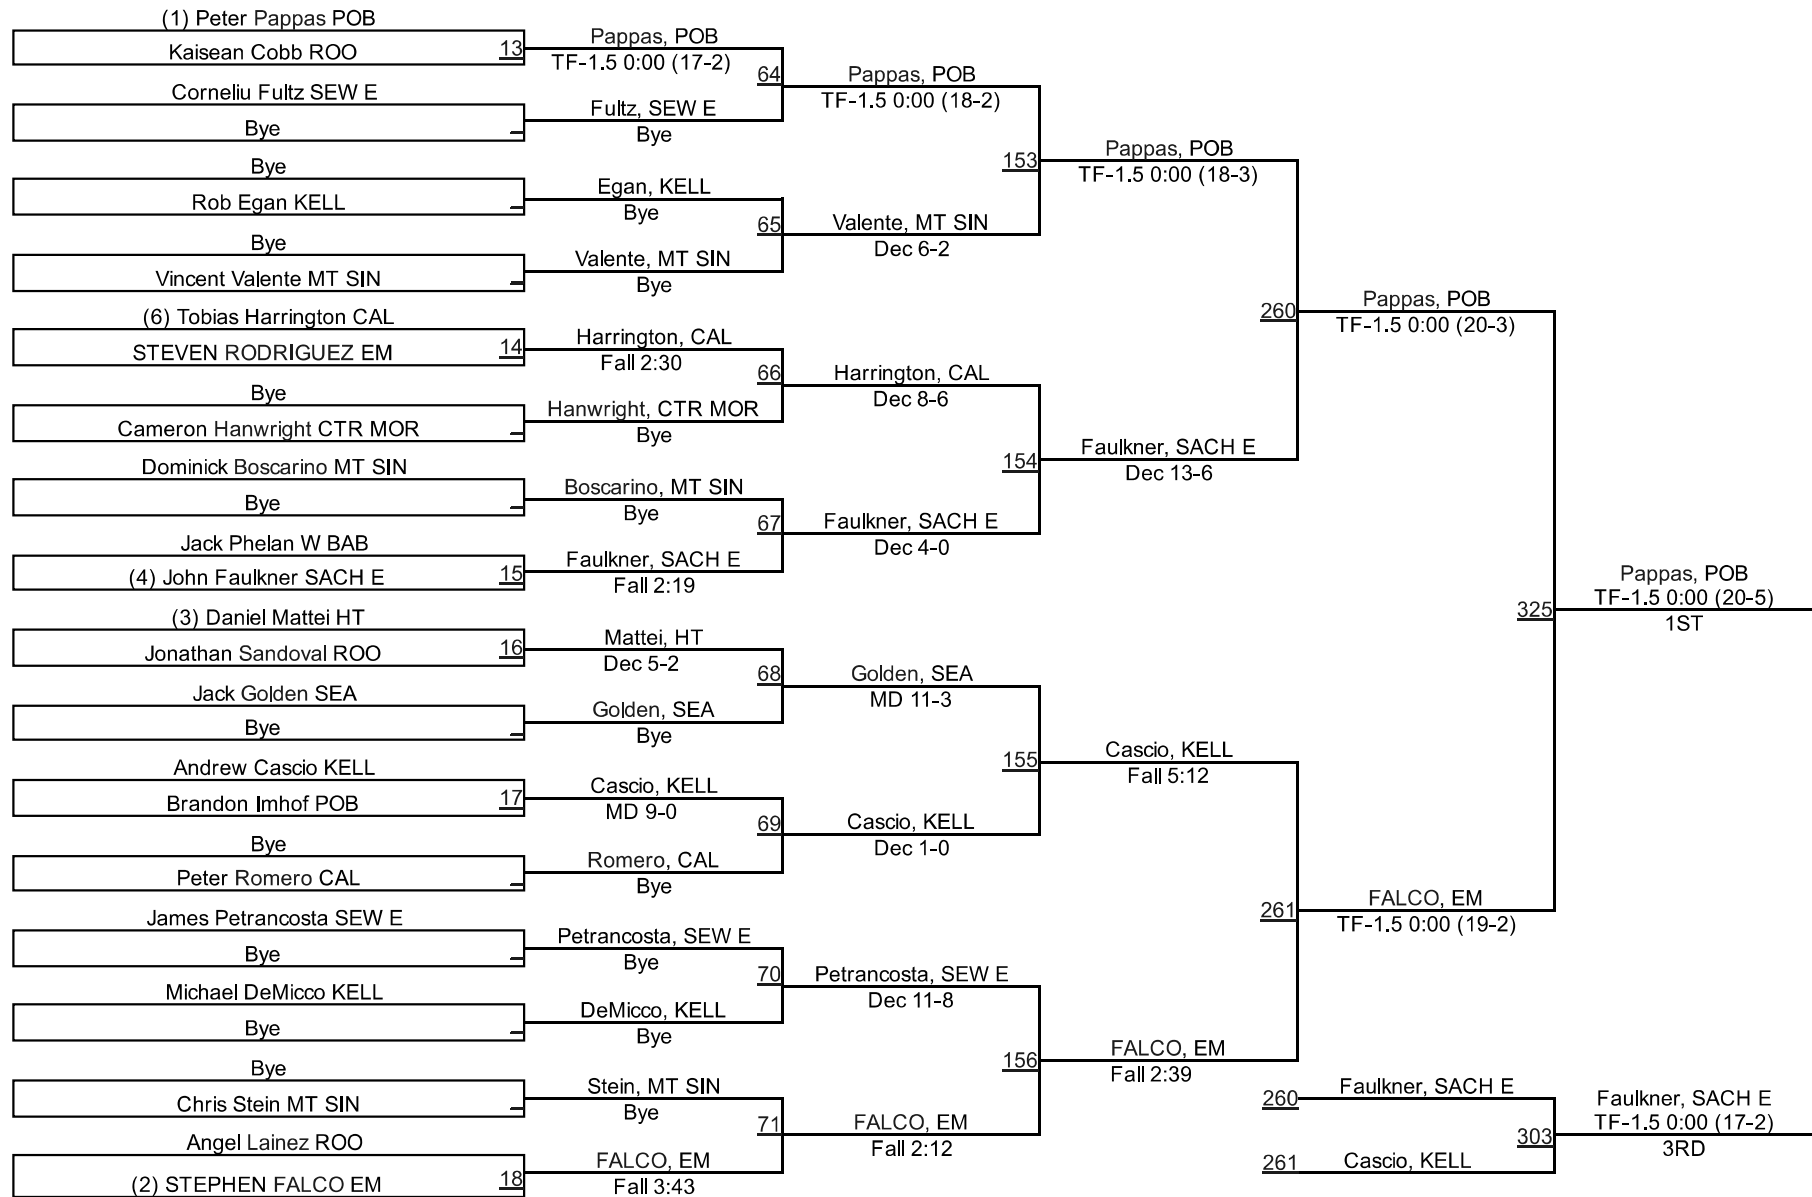 (1) Peter Pappas POB
Kaisean Cobb ROO
13
Corneliu Fultz SEW E
Bye
Bye
Rob Egan KELL
Bye
Vincent Valente MT SIN
(6) Tobias Harrington CAL
STEVEN RODRIGUEZ EM
14
Bye
Cameron Hanwright CTR MOR
Dominick Boscarino MT SIN
Bye
Jack Phelan W BAB
(4) John Faulkner SACH E
15
(3) Daniel Mattei HT
Jonathan Sandoval ROO
16
Jack Golden SEA
Bye
Andrew Cascio KELL
Brandon Imhof POB
17
Bye
Peter Romero CAL
James Petrancosta SEW E
Bye
Michael DeMicco KELL
Bye
Bye
Chris Stein MT SIN
Angel Lainez ROO
(2) STEPHEN FALCO EM
18
Pappas, POB
TF-1.5 0:00 (17-2)
64
Fultz, SEW E
Bye
Egan, KELL
Bye
65
Valente, MT SIN
Bye
Harrington, CAL
Fall 2:30
66
Hanwright, CTR MOR
Bye
Boscarino, MT SIN
Bye
67
Faulkner, SACH E
Fall 2:19
Mattei, HT
Dec 5-2
68
Golden, SEA
Bye
Cascio, KELL
MD 9-0
69
Romero, CAL
Bye
Petrancosta, SEW E
Bye
70
DeMicco, KELL
Bye
Stein, MT SIN
Bye
71
FALCO, EM
Fall 3:43
Pappas, POB
TF-1.5 0:00 (18-2)
153
Valente, MT SIN
Dec 6-2
Harrington, CAL
Dec 8-6
154
Faulkner, SACH E
Dec 4-0
Golden, SEA
MD 11-3
155
Cascio, KELL
Dec 1-0
Petrancosta, SEW E
Dec 11-8
156
FALCO, EM
Fall 2:12
Pappas, POB
TF-1.5 0:00 (18-3)
260
Faulkner, SACH E
Dec 13-6
Cascio, KELL
Fall 5:12
261
FALCO, EM
Fall 2:39
Pappas, POB
TF-1.5 0:00 (20-3)
325
FALCO, EM
TF-1.5 0:00 (19-2)
Pappas, POB
TF-1.5 0:00 (20-5)
1ST
260
Faulkner, SACH E
303
261
Cascio, KELL
Faulkner, SACH E
TF-1.5 0:00 (17-2)
3RD